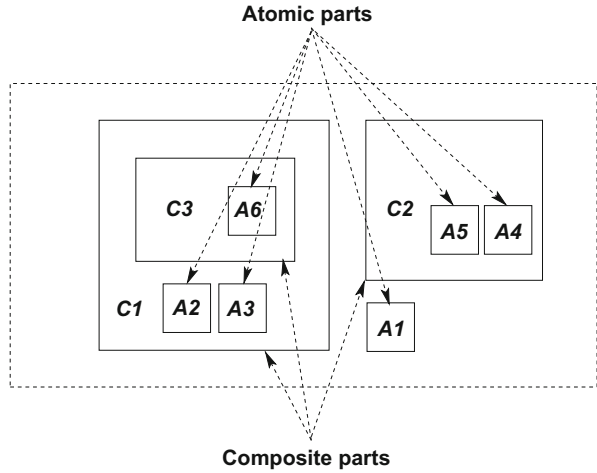 Atomic parts
C3
A6
C2
A5
A4
C1
A2
A3
A1
Composite parts